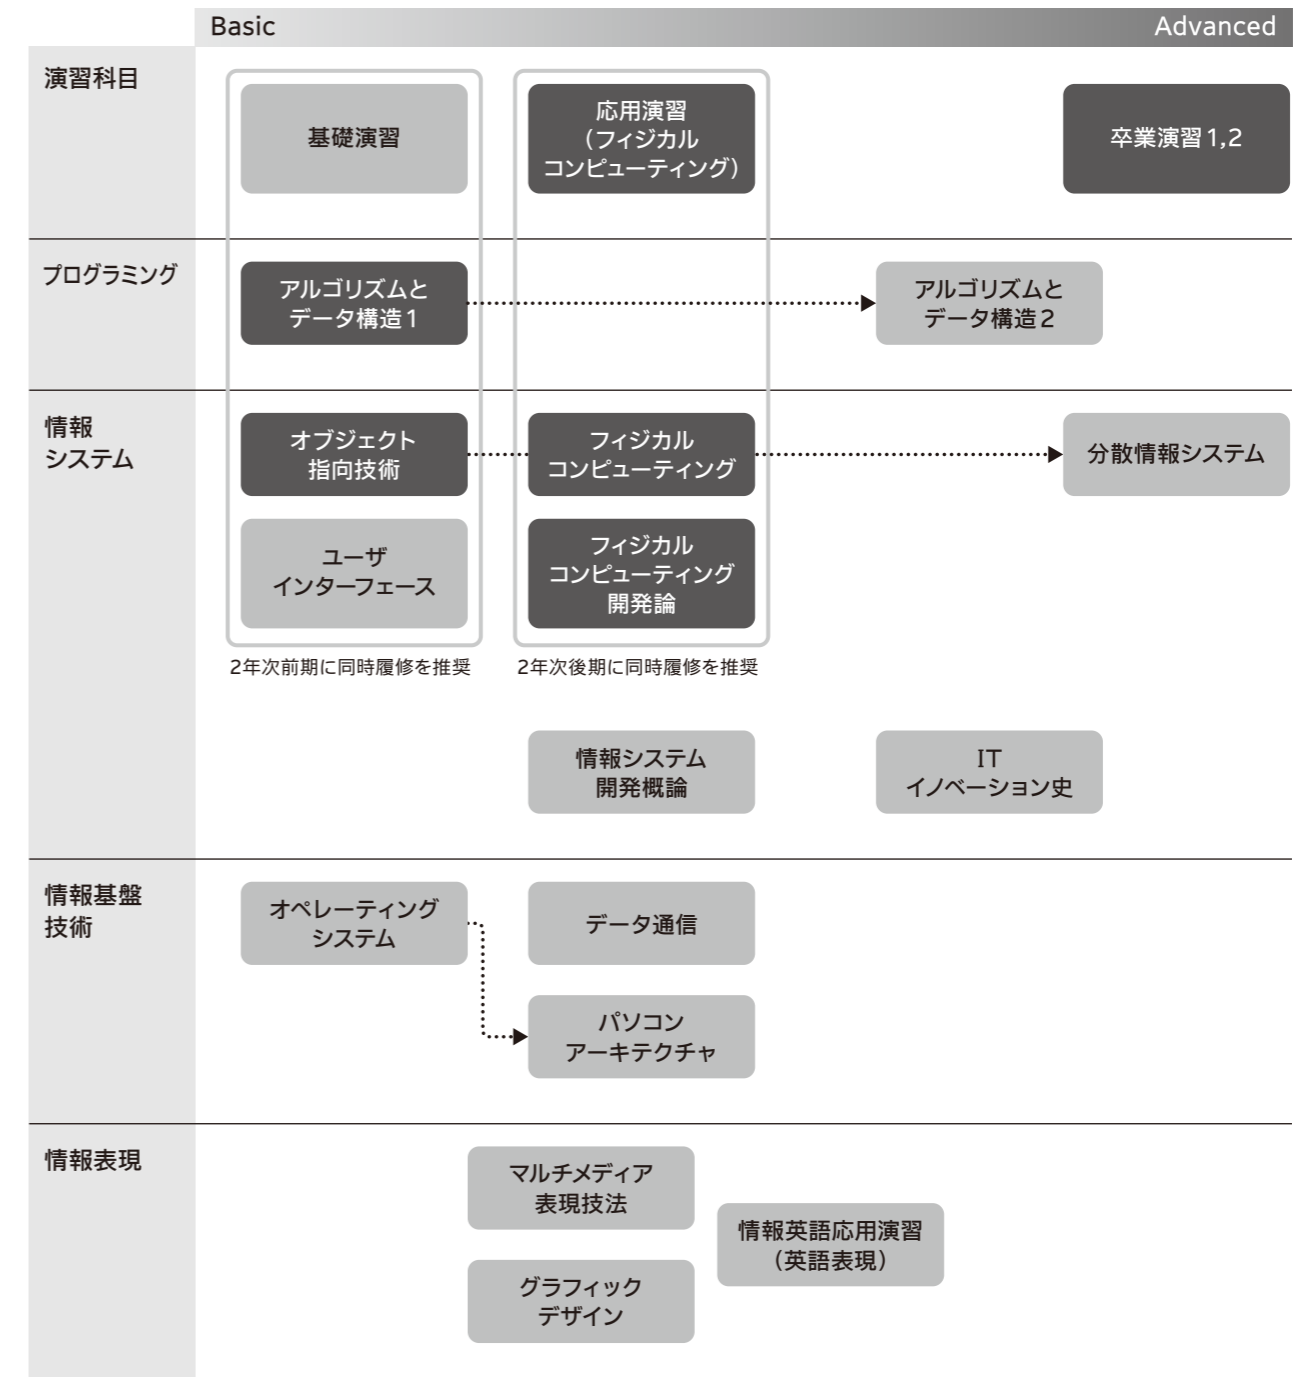 Basic
Advanced
演習科目
基礎演習
応用演習
（フィジカル
コンピューティング）
卒業演習1,2
プログラミング
アルゴリズムと
データ構造1
アルゴリズムと
データ構造2
情報
システム
オブジェクト
指向技術
フィジカル
コンピューティング
分散情報システム
ユーザ
インターフェース
フィジカル
コンピューティング
開発論
2年次前期に同時履修を推奨
2年次後期に同時履修を推奨
情報システム
開発概論
IT
イノベーション史
情報基盤
技術
オペレーティング
システム
データ通信
パソコン
アーキテクチャ
情報表現
マルチメディア
表現技法
情報英語応用演習
（英語表現）
グラフィック
デザイン